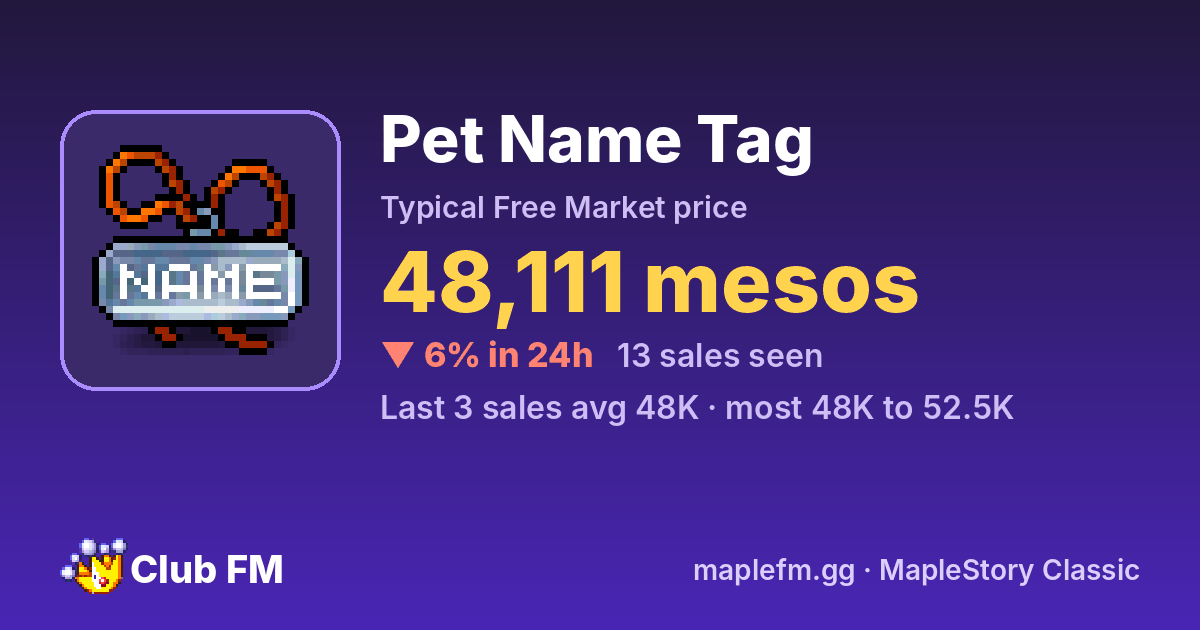 Pet Name Tag
Typical Free Market price
48,111 mesos
▼ 6% in 24h 13 sales seen
Last 3 sales avg 48K · most 48K to 52.5K
NAME
Club FM
maplefm.gg · MapleStory Classic